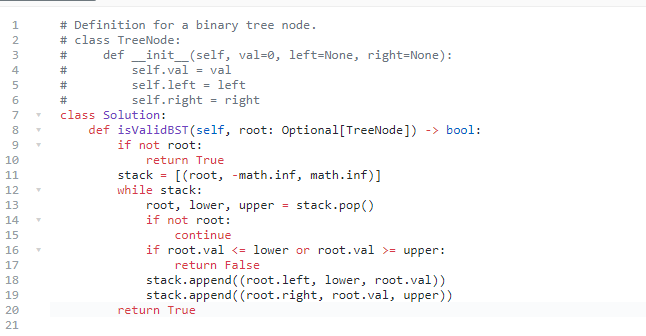 1 # Definition for a binary tree node.
2 # class TreeNode:
3 #     def __init__(self, val=0, left=None, right=None):
4 #         self.val = val
5 #         self.left = left
6 #         self.right = right
7 class Solution:
8     def isValidBST(self, root: Optional[TreeNode]) -> bool:
9         if not root:
10             return True
11         stack = [(root, -math.inf, math.inf)]
12         while stack:
13             root, lower, upper = stack.pop()
14             if not root:
15                 continue
16             if root.val <= lower or root.val >= upper:
17                 return False
18             stack.append((root.left, lower, root.val))
19             stack.append((root.right, root.val, upper))
20         return True
21